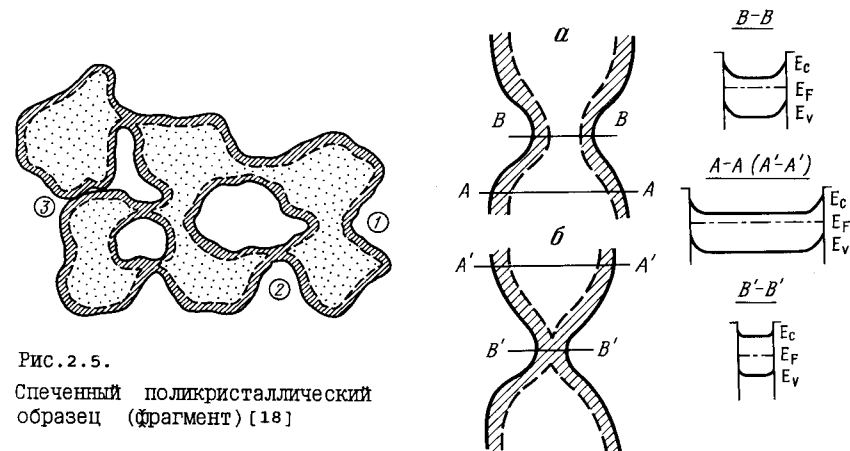 ③
①
②
Рис.2.5.
Спеченный поликристаллический
образец (фрагмент)[18]
а
B B
A A
б
A' A'
B' B'
B-B
Ec
EF
Ev
A-A (A'-A')
Ec
EF
Ev
B'-B'
Ec
EF
Ev